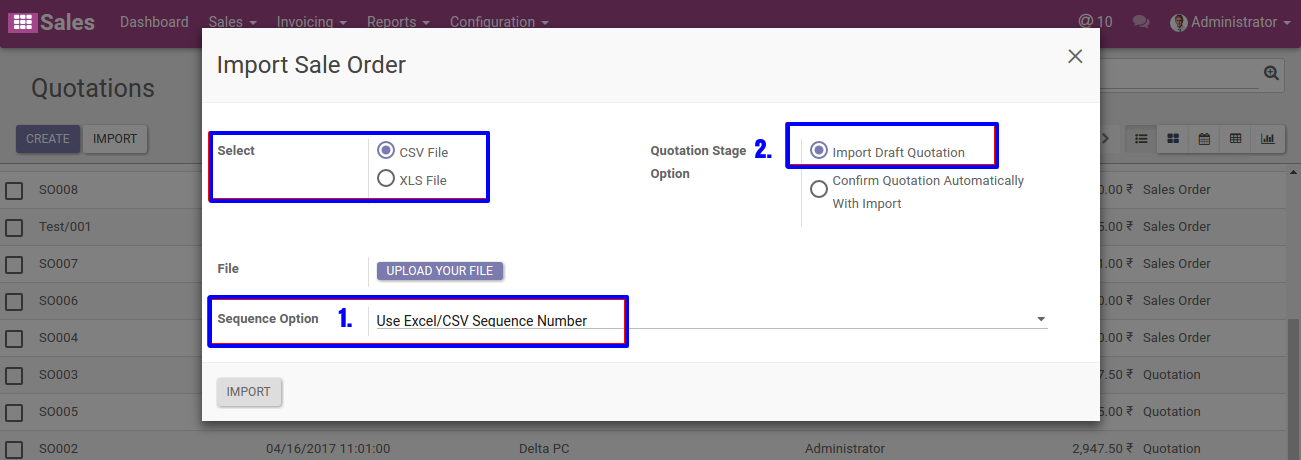 Sales Dashboard Sales Invoicing Reports Configuration @ 10 Administrator
Import Sale Order
Quotations
CREATE IMPORT
Select CSV File
XLS File
Quotation Stage 2. Import Draft Quotation
Option
Confirm Quotation Automatically
With Import
File UPLOAD YOUR FILE
Sequence Option 1. Use Excel/CSV Sequence Number
IMPORT
SO008 0.00 ₹ Sales Order
Test/001 5.00 ₹ Sales Order
SO007 1.00 ₹ Sales Order
SO006 0.00 ₹ Sales Order
SO004 0.00 ₹ Sales Order
SO003 7.50 ₹ Quotation
SO005 5.00 ₹ Quotation
SO002 04/16/2017 11:01:00 Delta PC Administrator 2,947.50 ₹ Quotation